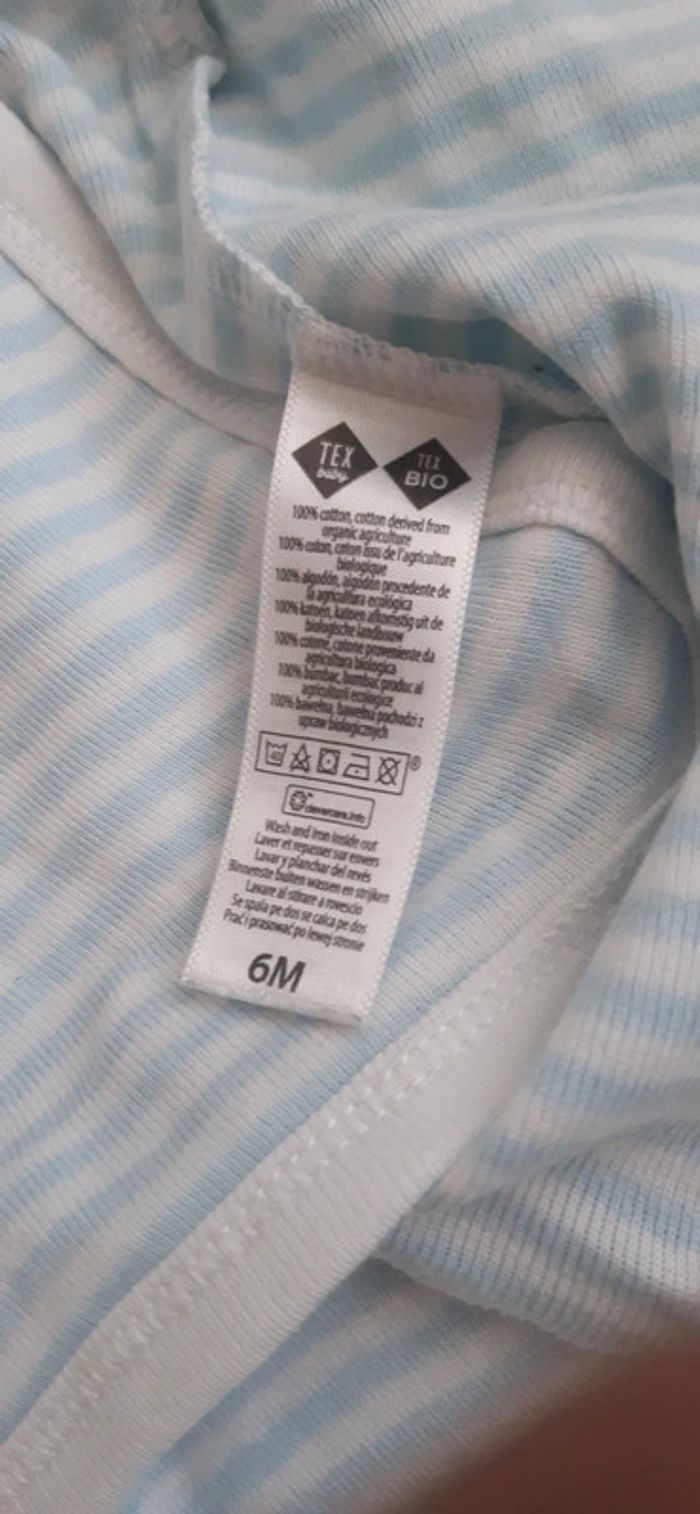 TEX
baby.
TEX
BIO
100% cotton, cotton derived from
organic agriculture
100% coton, coton issu de l'agriculture
biologique
100% algodón, algodón procedente de
la agricultura ecológica
100% katoen, katoen afkomstig uit de
biologische landbouw
100% cotone, cotone proveniente da
agricoltura biologica
100% bumbac, bumbac produc al
agriculturii ecologice
100% bawełna, bawełna pochodzi z
upraw biologicznych
40
®
clevercare.info
Wash and iron inside out
Laver et repasser sur envers
Lavar y planchar del revés
Binnenste buiten wassen en strijken
Lavare al stirare a rovescio
Se spala pe dos se calca pe dos
Prać i prasować po lewej stronie
6M